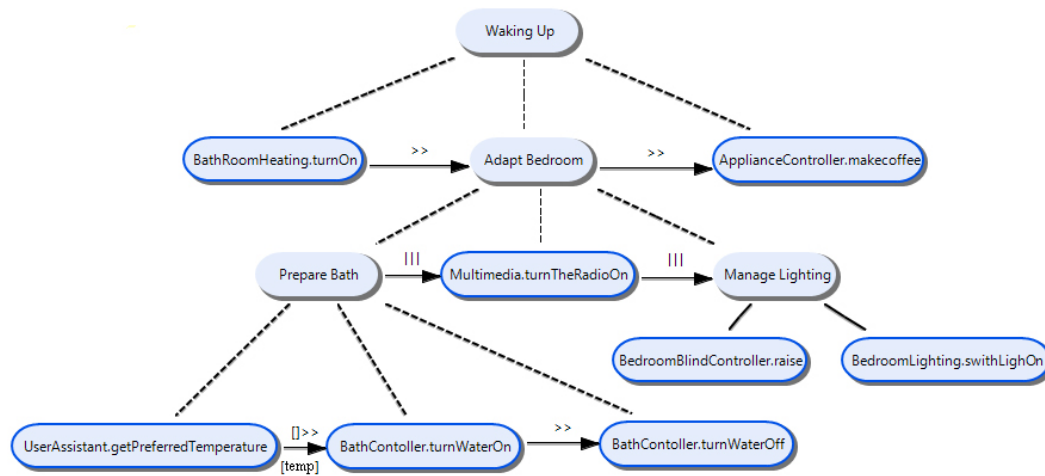 Waking Up
BathRoomHeating.turnOn
>>
Adapt Bedroom
>>
ApplianceController.makecoffee
Prepare Bath
|||
Multimedia.turnTheRadioOn
|||
Manage Lighting
BedroomBlindController.raise
BedroomLighting.swithLighOn
UserAssistant.getPreferredTemperature
[]>>
[temp]
BathContoller.turnWaterOn
>>
BathContoller.turnWaterOff